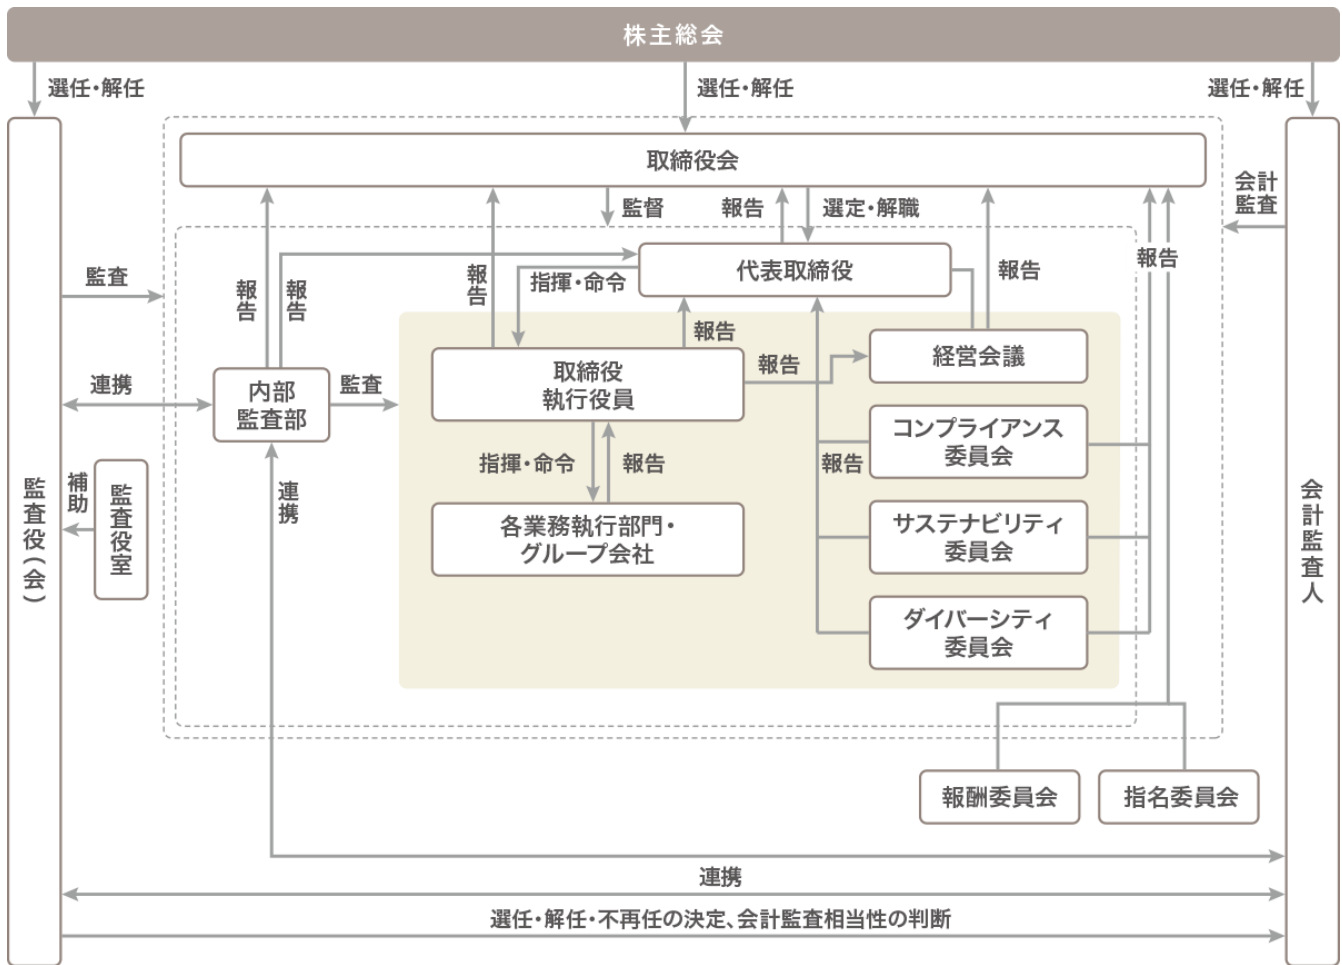 株主総会
選任・解任
選任・解任
選任・解任
取締役会
会計
監査
監督
報告
選定・解職
報告
報告
報告
報告
報告
代表取締役
指揮・命令
監査
報告
経営会議
取締役
執行役員
報告
連携
内部
監査部
監査
コンプライアンス
委員会
指揮・命令
報告
報告
監査役(会)
補助
監査役室
連携
各業務執行部門・
グループ会社
サステナビリティ
委員会
会計監査人
ダイバーシティ
委員会
報酬委員会
指名委員会
連携
選任・解任・不再任の決定、会計監査相当性の判断